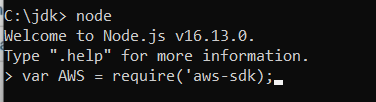 C:\jdk> node
Welcome to Node.js v16.13.0.
Type ".help" for more information.
> var AWS = require('aws-sdk);